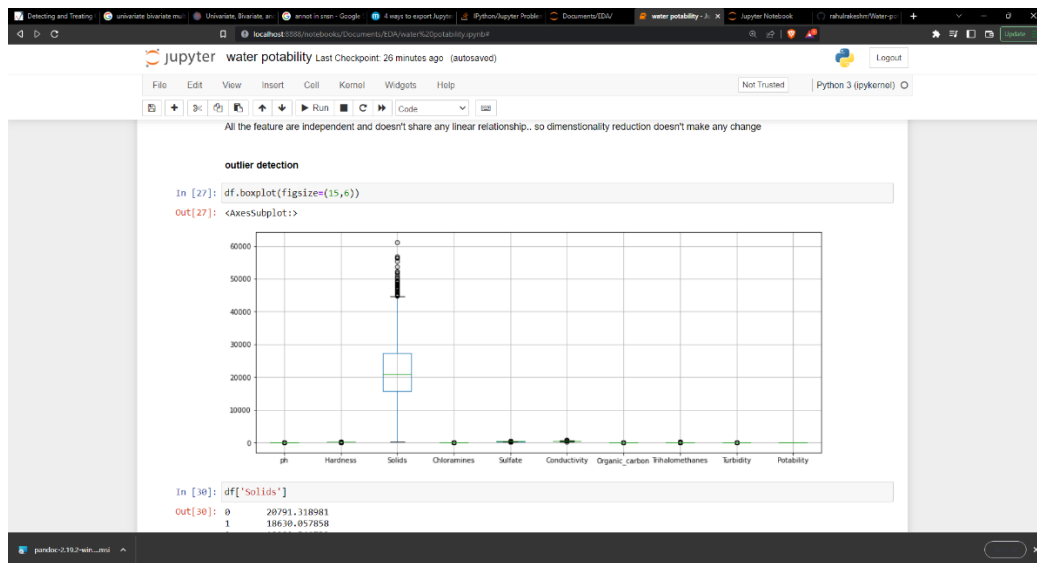 Detecting and Treating
univariate bivariate mu
Univariate, Bivariate, an
annot in snsn - Google
4 ways to export Jupyte
IPython/Jupyter Problem
Documents/EDA/
water potability - Ju
Jupyter Notebook
rahulrakeshr/Water-po
localhost:8888/notebooks/Documents/EDA/water%20potability.ipynb#
Update
jupyter water potability Last Checkpoint: 26 minutes ago (autosaved)
Logout
File Edit View Insert Cell Kernel Widgets Help
Not Trusted
Python 3 (ipykernel)
Run
Code
All the feature are independent and doesn't share any linear relationship.. so dimenstionality reduction doesn't make any change
outlier detection
In [27]: df.boxplot(figsize=(15,6))
Out[27]: <AxesSubplot:>
60000
50000
40000
30000
20000
10000
0
ph Hardness Solids Chloramines Sulfate Conductivity Organic_carbon Trihalomethanes Turbidity Potability
In [30]: df['Solids']
Out[30]: 0 20791.318981
1 18630.057858
pandoc-2.19.2-win....msi